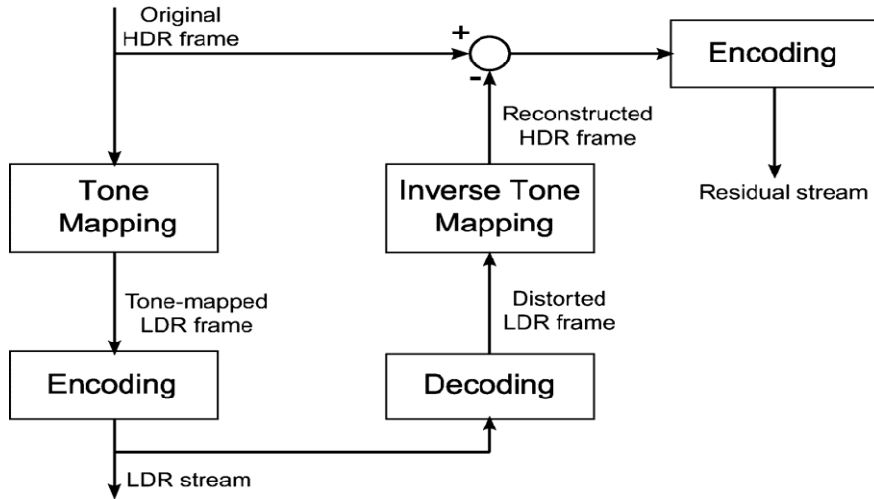 Original
HDR frame
+
-
Encoding
Reconstructed
HDR frame
Tone
Mapping
Inverse Tone
Mapping
Residual stream
Tone-mapped
LDR frame
Distorted
LDR frame
Encoding
Decoding
LDR stream